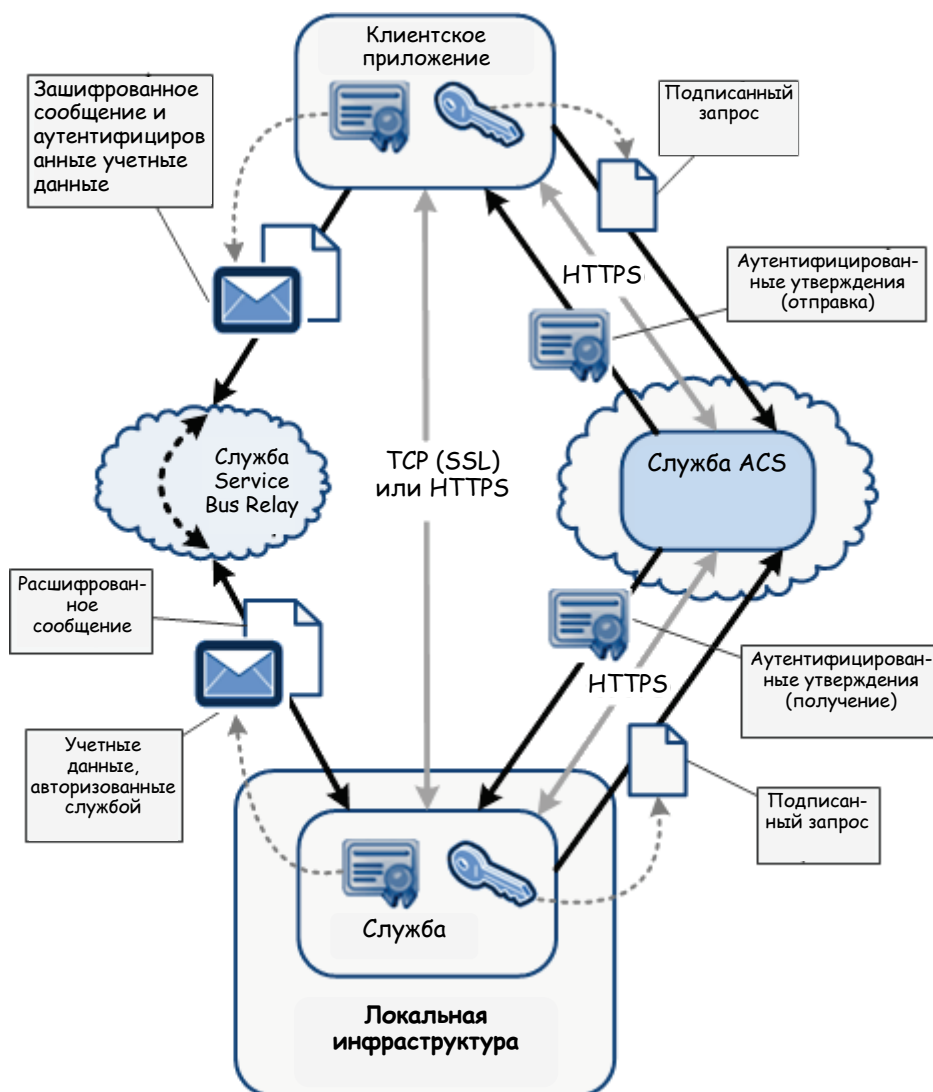 Клиентское
приложение
Зашифрованное
сообщение и
аутентифициров
анные учетные
данные
Подписанный
запрос
HTTPS
Аутентифицирован-
ные утверждения
(отправка)
Служба
Service
Bus Relay
TCP (SSL)
или HTTPS
Служба ACS
Расшифрован-
ное
сообщение
HTTPS
Аутентифицирован-
ные утверждения
(получение)
Учетные
данные,
авторизованные
службой
Подписан-
ный запрос
Служба
Локальная
инфраструктура